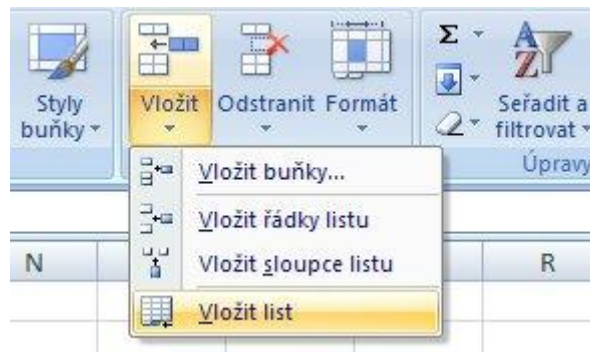 Styly
buňky
Vložit
Odstranit
Formát
Σ
A
Z
Seřadit a
filtrovat
Úpravy
Vložit buňky...
Vložit řádky listu
Vložit sloupce listu
Vložit list
N
R